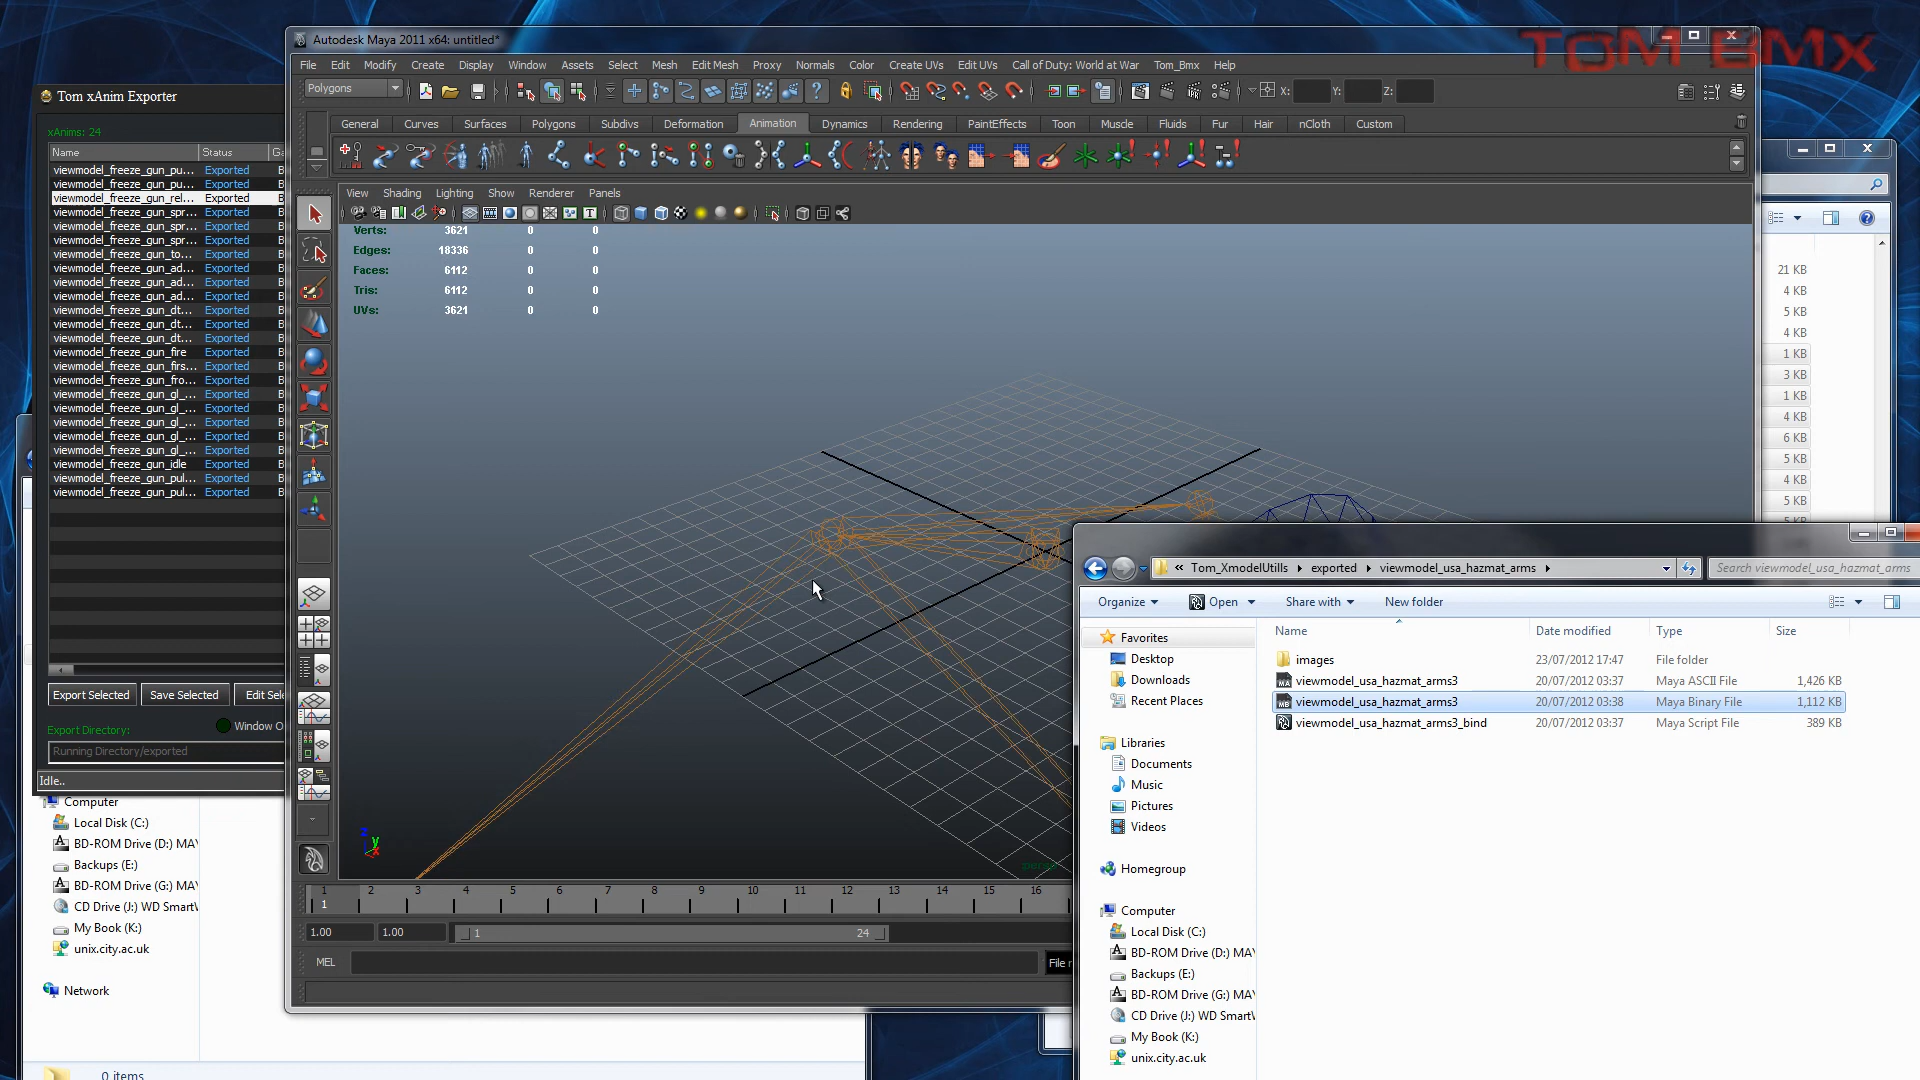 TOM BMX
Autodesk Maya 2011 x64: untitled*
File Edit Modify Create Display Window Assets Select Mesh Edit Mesh Proxy Normals Color Create UVs Edit UVs Call of Duty: World at War Tom_Bmx Help
Polygons
X: Y: Z:
General Curves Surfaces Polygons Subdivs Deformation Animation Dynamics Rendering PaintEffects Toon Muscle Fluids Fur Hair nCloth Custom
View Shading Lighting Show Renderer Panels
Verts: 3621 0 0
Edges: 18336 0 0
Faces: 6112 0 0
Tris: 6112 0 0
UVs: 3621 0 0
z
y
x
persp
1 2 3 4 5 6 7 8 9 10 11 12 13 14 15 16
1
1.00 1.00 1 24
MEL
File r
Tom xAnim Exporter
xAnims: 24
Name Status Ga
viewmodel_freeze_gun_pu... Exported B
viewmodel_freeze_gun_pu... Exported B
viewmodel_freeze_gun_rel... Exported B
viewmodel_freeze_gun_spr... Exported B
viewmodel_freeze_gun_spr... Exported B
viewmodel_freeze_gun_spr... Exported B
viewmodel_freeze_gun_to... Exported B
viewmodel_freeze_gun_ad... Exported B
viewmodel_freeze_gun_ad... Exported B
viewmodel_freeze_gun_ad... Exported B
viewmodel_freeze_gun_dt... Exported B
viewmodel_freeze_gun_dt... Exported B
viewmodel_freeze_gun_dt... Exported B
viewmodel_freeze_gun_fire Exported B
viewmodel_freeze_gun_firs... Exported B
viewmodel_freeze_gun_fro... Exported B
viewmodel_freeze_gun_gl_... Exported B
viewmodel_freeze_gun_gl_... Exported B
viewmodel_freeze_gun_gl_... Exported B
viewmodel_freeze_gun_gl_... Exported B
viewmodel_freeze_gun_gl_... Exported B
viewmodel_freeze_gun_idle Exported B
viewmodel_freeze_gun_pul... Exported B
viewmodel_freeze_gun_pul... Exported B
Export Selected Save Selected Edit Sele
Export Directory: Window O
Running Directory/exported
Idle..
Computer
Local Disk (C:)
BD-ROM Drive (D:) MA
Backups (E:)
BD-ROM Drive (G:) MA
CD Drive (J:) WD Smart
My Book (K:)
unix.city.ac.uk
Network
0 items
21 KB
4 KB
5 KB
4 KB
1 KB
3 KB
1 KB
4 KB
6 KB
5 KB
4 KB
5 KB
« Tom_XmodelUtills exported viewmodel_usa_hazmat_arms
Search viewmodel_usa_hazmat_arms
Organize Open Share with New folder
Name Date modified Type Size
images 23/07/2012 17:47 File folder
viewmodel_usa_hazmat_arms3 20/07/2012 03:37 Maya ASCII File 1,426 KB
viewmodel_usa_hazmat_arms3 20/07/2012 03:38 Maya Binary File 1,112 KB
viewmodel_usa_hazmat_arms3_bind 20/07/2012 03:37 Maya Script File 389 KB
Favorites
Desktop
Downloads
Recent Places
Libraries
Documents
Music
Pictures
Videos
Homegroup
Computer
Local Disk (C:)
BD-ROM Drive (D:) MA
Backups (E:)
BD-ROM Drive (G:) MA
CD Drive (J:) WD Smart
My Book (K:)
unix.city.ac.uk